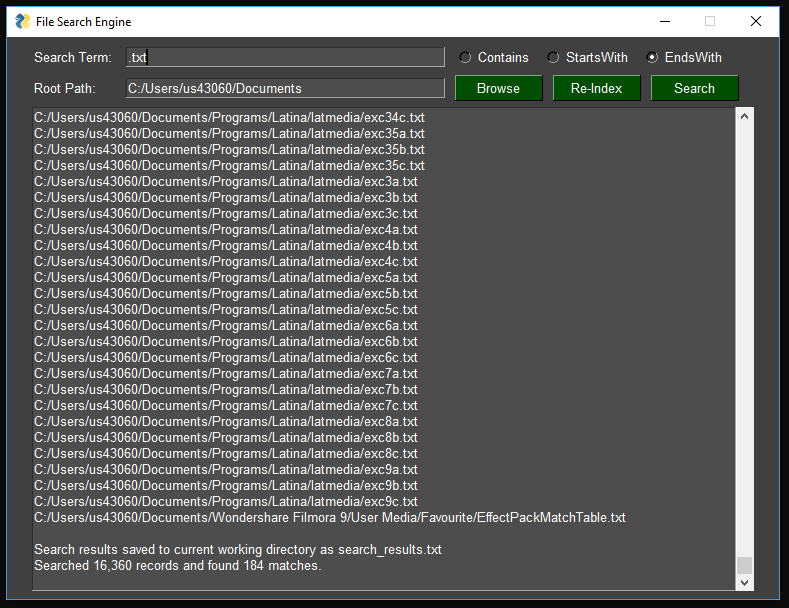 File Search Engine
Search Term: .txt Contains StartsWith EndsWith
Root Path: C:/Users/us43060/Documents Browse Re-Index Search
C:/Users/us43060/Documents/Programs/Latina/latmedia/exc34c.txt
C:/Users/us43060/Documents/Programs/Latina/latmedia/exc35a.txt
C:/Users/us43060/Documents/Programs/Latina/latmedia/exc35b.txt
C:/Users/us43060/Documents/Programs/Latina/latmedia/exc35c.txt
C:/Users/us43060/Documents/Programs/Latina/latmedia/exc3a.txt
C:/Users/us43060/Documents/Programs/Latina/latmedia/exc3b.txt
C:/Users/us43060/Documents/Programs/Latina/latmedia/exc3c.txt
C:/Users/us43060/Documents/Programs/Latina/latmedia/exc4a.txt
C:/Users/us43060/Documents/Programs/Latina/latmedia/exc4b.txt
C:/Users/us43060/Documents/Programs/Latina/latmedia/exc4c.txt
C:/Users/us43060/Documents/Programs/Latina/latmedia/exc5a.txt
C:/Users/us43060/Documents/Programs/Latina/latmedia/exc5b.txt
C:/Users/us43060/Documents/Programs/Latina/latmedia/exc5c.txt
C:/Users/us43060/Documents/Programs/Latina/latmedia/exc6a.txt
C:/Users/us43060/Documents/Programs/Latina/latmedia/exc6b.txt
C:/Users/us43060/Documents/Programs/Latina/latmedia/exc6c.txt
C:/Users/us43060/Documents/Programs/Latina/latmedia/exc7a.txt
C:/Users/us43060/Documents/Programs/Latina/latmedia/exc7b.txt
C:/Users/us43060/Documents/Programs/Latina/latmedia/exc7c.txt
C:/Users/us43060/Documents/Programs/Latina/latmedia/exc8a.txt
C:/Users/us43060/Documents/Programs/Latina/latmedia/exc8b.txt
C:/Users/us43060/Documents/Programs/Latina/latmedia/exc8c.txt
C:/Users/us43060/Documents/Programs/Latina/latmedia/exc9a.txt
C:/Users/us43060/Documents/Programs/Latina/latmedia/exc9b.txt
C:/Users/us43060/Documents/Programs/Latina/latmedia/exc9c.txt
C:/Users/us43060/Documents/Wondershare Filmora 9/User Media/Favourite/EffectPackMatchTable.txt
Search results saved to current working directory as search_results.txt
Searched 16,360 records and found 184 matches.